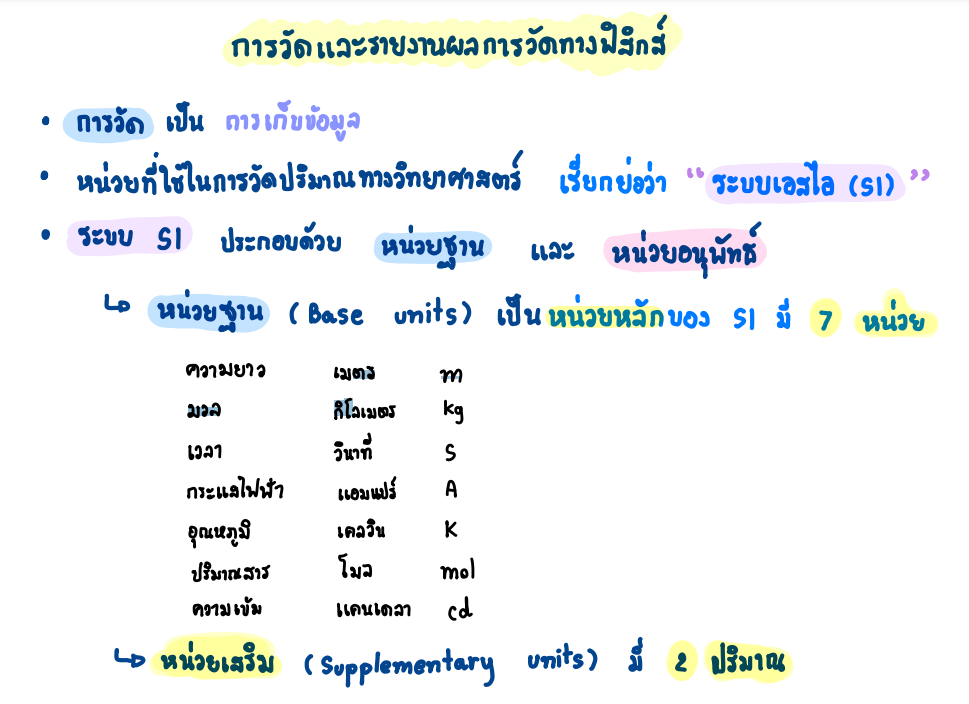 การวัดและรายงานผลการวัดทางฟิสิกส์
• การวัด เป็น การเก็บข้อมูล
• หน่วยที่ใช้ในการวัดปริมาณทางวิทยาศาสตร์ เรียกย่อว่า “ระบบเอสไอ (SI)”
• ระบบ SI ประกอบด้วย หน่วยฐาน และ หน่วยอนุพัทธ์
↳ หน่วยฐาน (Base units) เป็นหน่วยหลักของ SI มี 7 หน่วย
ความยาว เมตร m
มวล กิโลเมตร kg
เวลา วินาที่ S
กระแสไฟฟ้า แอมแปร์ A
อุณหภูมิ เคลวิน K
ปริมาณสาร โมล mol
ความเข้ม แคนเดลา cd
↳ หน่วยเสริม (Supplementary units) มี 2 ปริมาณ